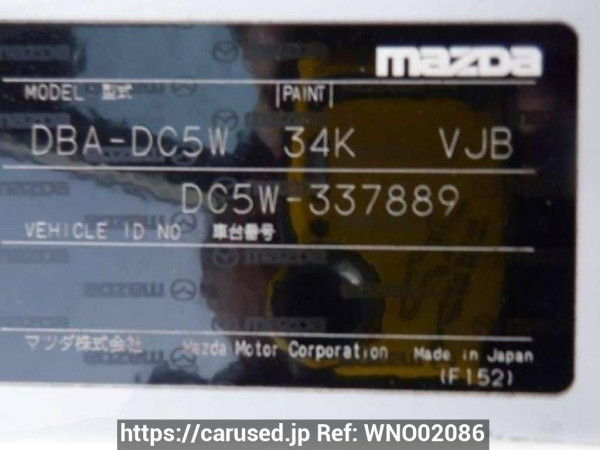 mazda
MODEL 型式 PAINT
DBA-DC5W 34K VJB
DC5W-337889
VEHICLE ID NO 車台番号
マツダ株式会社 Mazda Motor Corporation Made in Japan
(F152)
https://carused.jp Ref: WNO02086